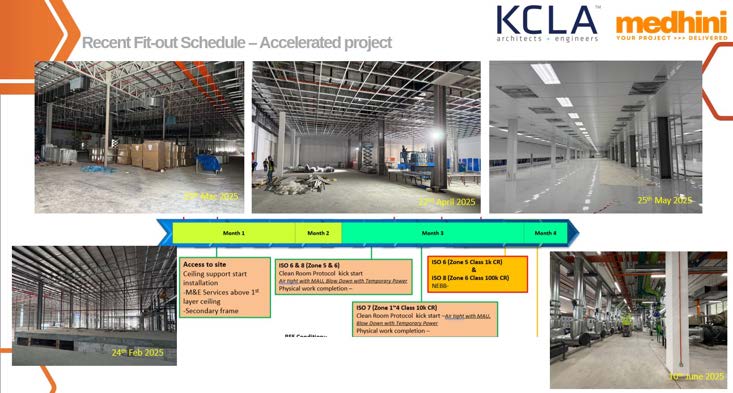 KCLA™
architects - engineers
medhini
YOUR PROJECT >>> DELIVERED
Recent Fit-out Schedule – Accelerated project
2025
April 2025
25th May 2025
Month 1
Month 2
Month 3
Month 4
Access to site
Ceiling support start
installation
-M&E Services above 1st
layer ceiling
-Secondary frame
ISO 6 & 8 (Zone 5 & 6)
Clean Room Protocol kick start
Air tight with MAU, Blow Down with Temporary Power
Physical work completion –
ISO 6 (Zone 5 Class 1k CR)
&
ISO 8 (Zone 6 Class 100k CR)
NEBB-
ISO 7 (Zone 1~4 Class 10k CR)
Clean Room Protocol kick start –Air tight with MAU,
Blow Down with Temporary Power
Physical work completion –
24th Feb 2025
10th June 2025